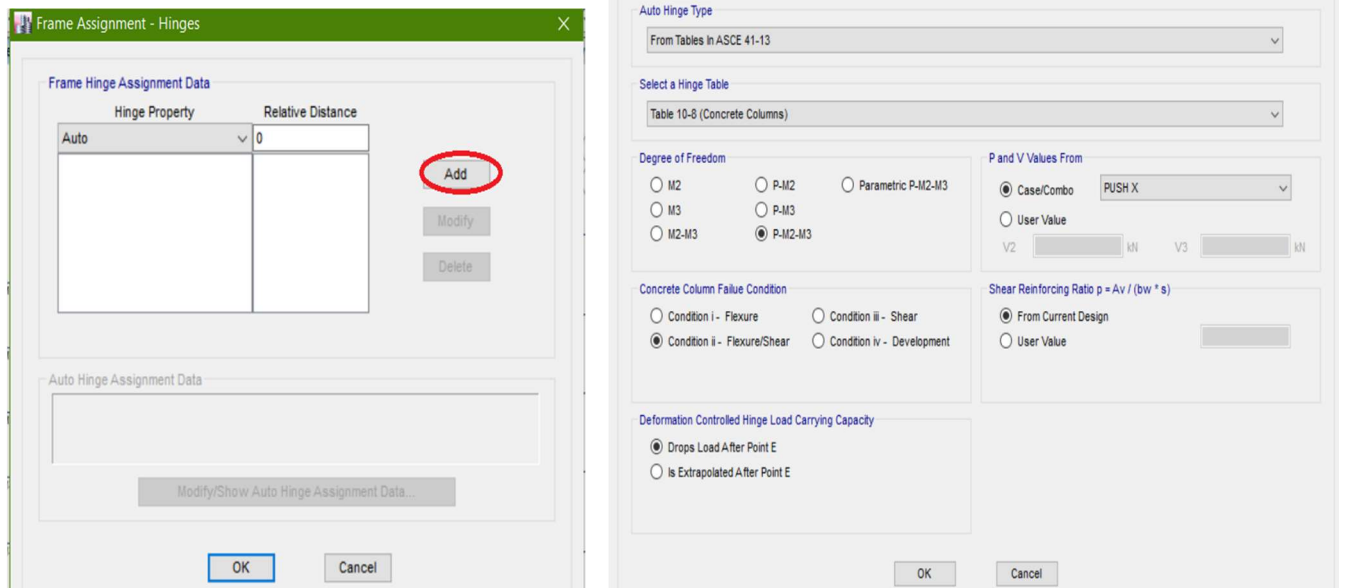 Frame Assignment - Hinges
Frame Hinge Assignment Data
Hinge Property Relative Distance
Auto 0
Add
Modify
Delete
Auto Hinge Assignment Data
Modify/Show Auto Hinge Assignment Data...
OK Cancel
Auto Hinge Type
From Tables In ASCE 41-13
Select a Hinge Table
Table 10-8 (Concrete Columns)
Degree of Freedom
M2 P-M2 Parametric P-M2-M3
M3 P-M3
M2-M3 P-M2-M3
P and V Values From
Case/Combo PUSH X
User Value
V2 kN V3 kN
Concrete Column Failue Condition
Condition i - Flexure Condition iii - Shear
Condition ii - Flexure/Shear Condition iv - Development
Shear Reinforcing Ratio p = Av / (bw * s)
From Current Design
User Value
Deformation Controlled Hinge Load Carrying Capacity
Drops Load After Point E
Is Extrapolated After Point E
OK Cancel